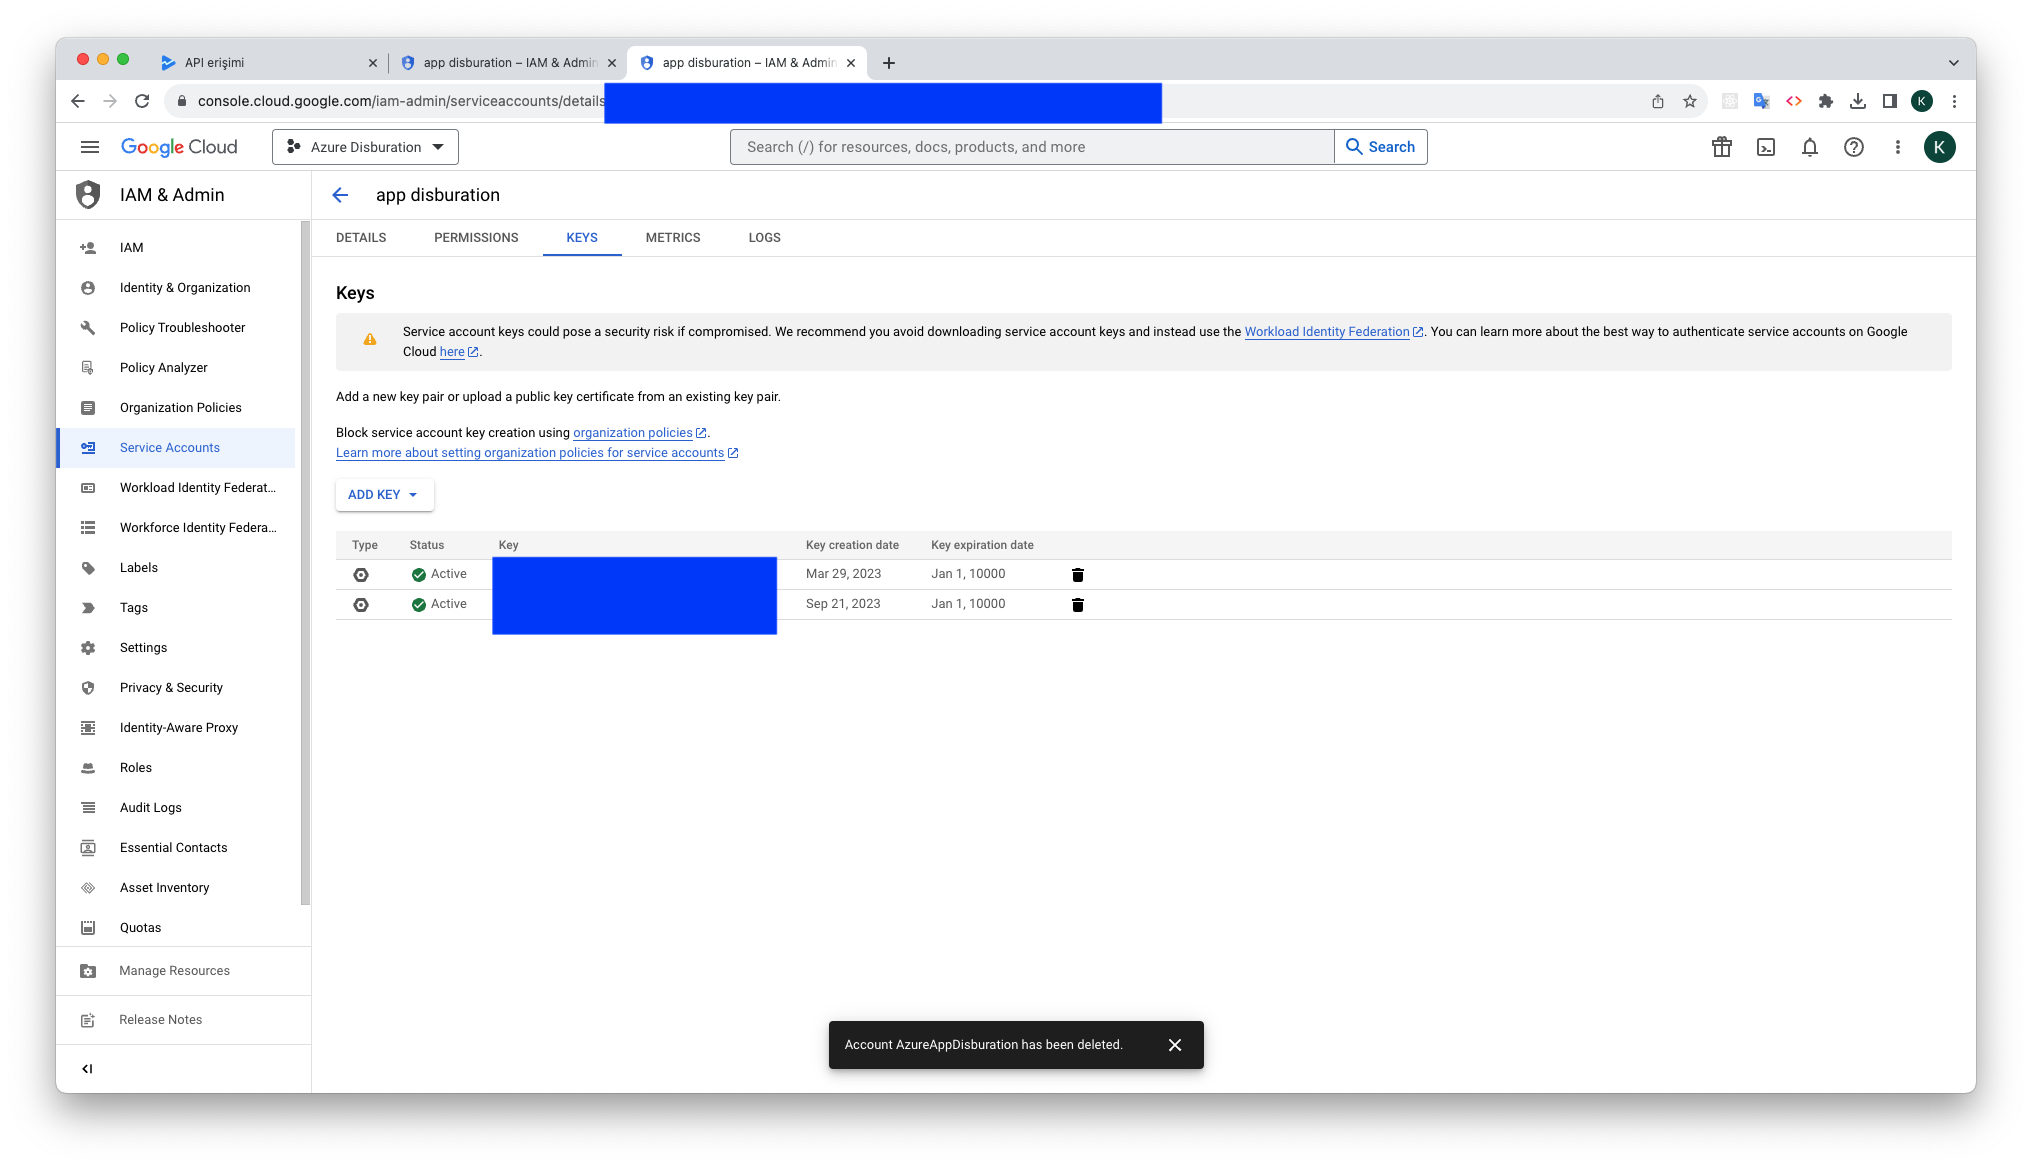 API erişimi
app disburation – IAM & Admin
app disburation – IAM & Admin
console.cloud.google.com/iam-admin/serviceaccounts/details
K
Google Cloud
Azure Disburation
Search (/) for resources, docs, products, and more
Search
K
IAM & Admin
app disburation
IAM
Identity & Organization
Policy Troubleshooter
Policy Analyzer
Organization Policies
Service Accounts
Workload Identity Federat...
Workforce Identity Federa...
Labels
Tags
Settings
Privacy & Security
Identity-Aware Proxy
Roles
Audit Logs
Essential Contacts
Asset Inventory
Quotas
Manage Resources
Release Notes
DETAILS PERMISSIONS KEYS METRICS LOGS
Keys
Service account keys could pose a security risk if compromised. We recommend you avoid downloading service account keys and instead use the Workload Identity Federation. You can learn more about the best way to authenticate service accounts on Google
Cloud here.
Add a new key pair or upload a public key certificate from an existing key pair.
Block service account key creation using organization policies.
Learn more about setting organization policies for service accounts
ADD KEY
Type Status Key Key creation date Key expiration date
Active Mar 29, 2023 Jan 1, 10000
Active Sep 21, 2023 Jan 1, 10000
Account AzureAppDisburation has been deleted.